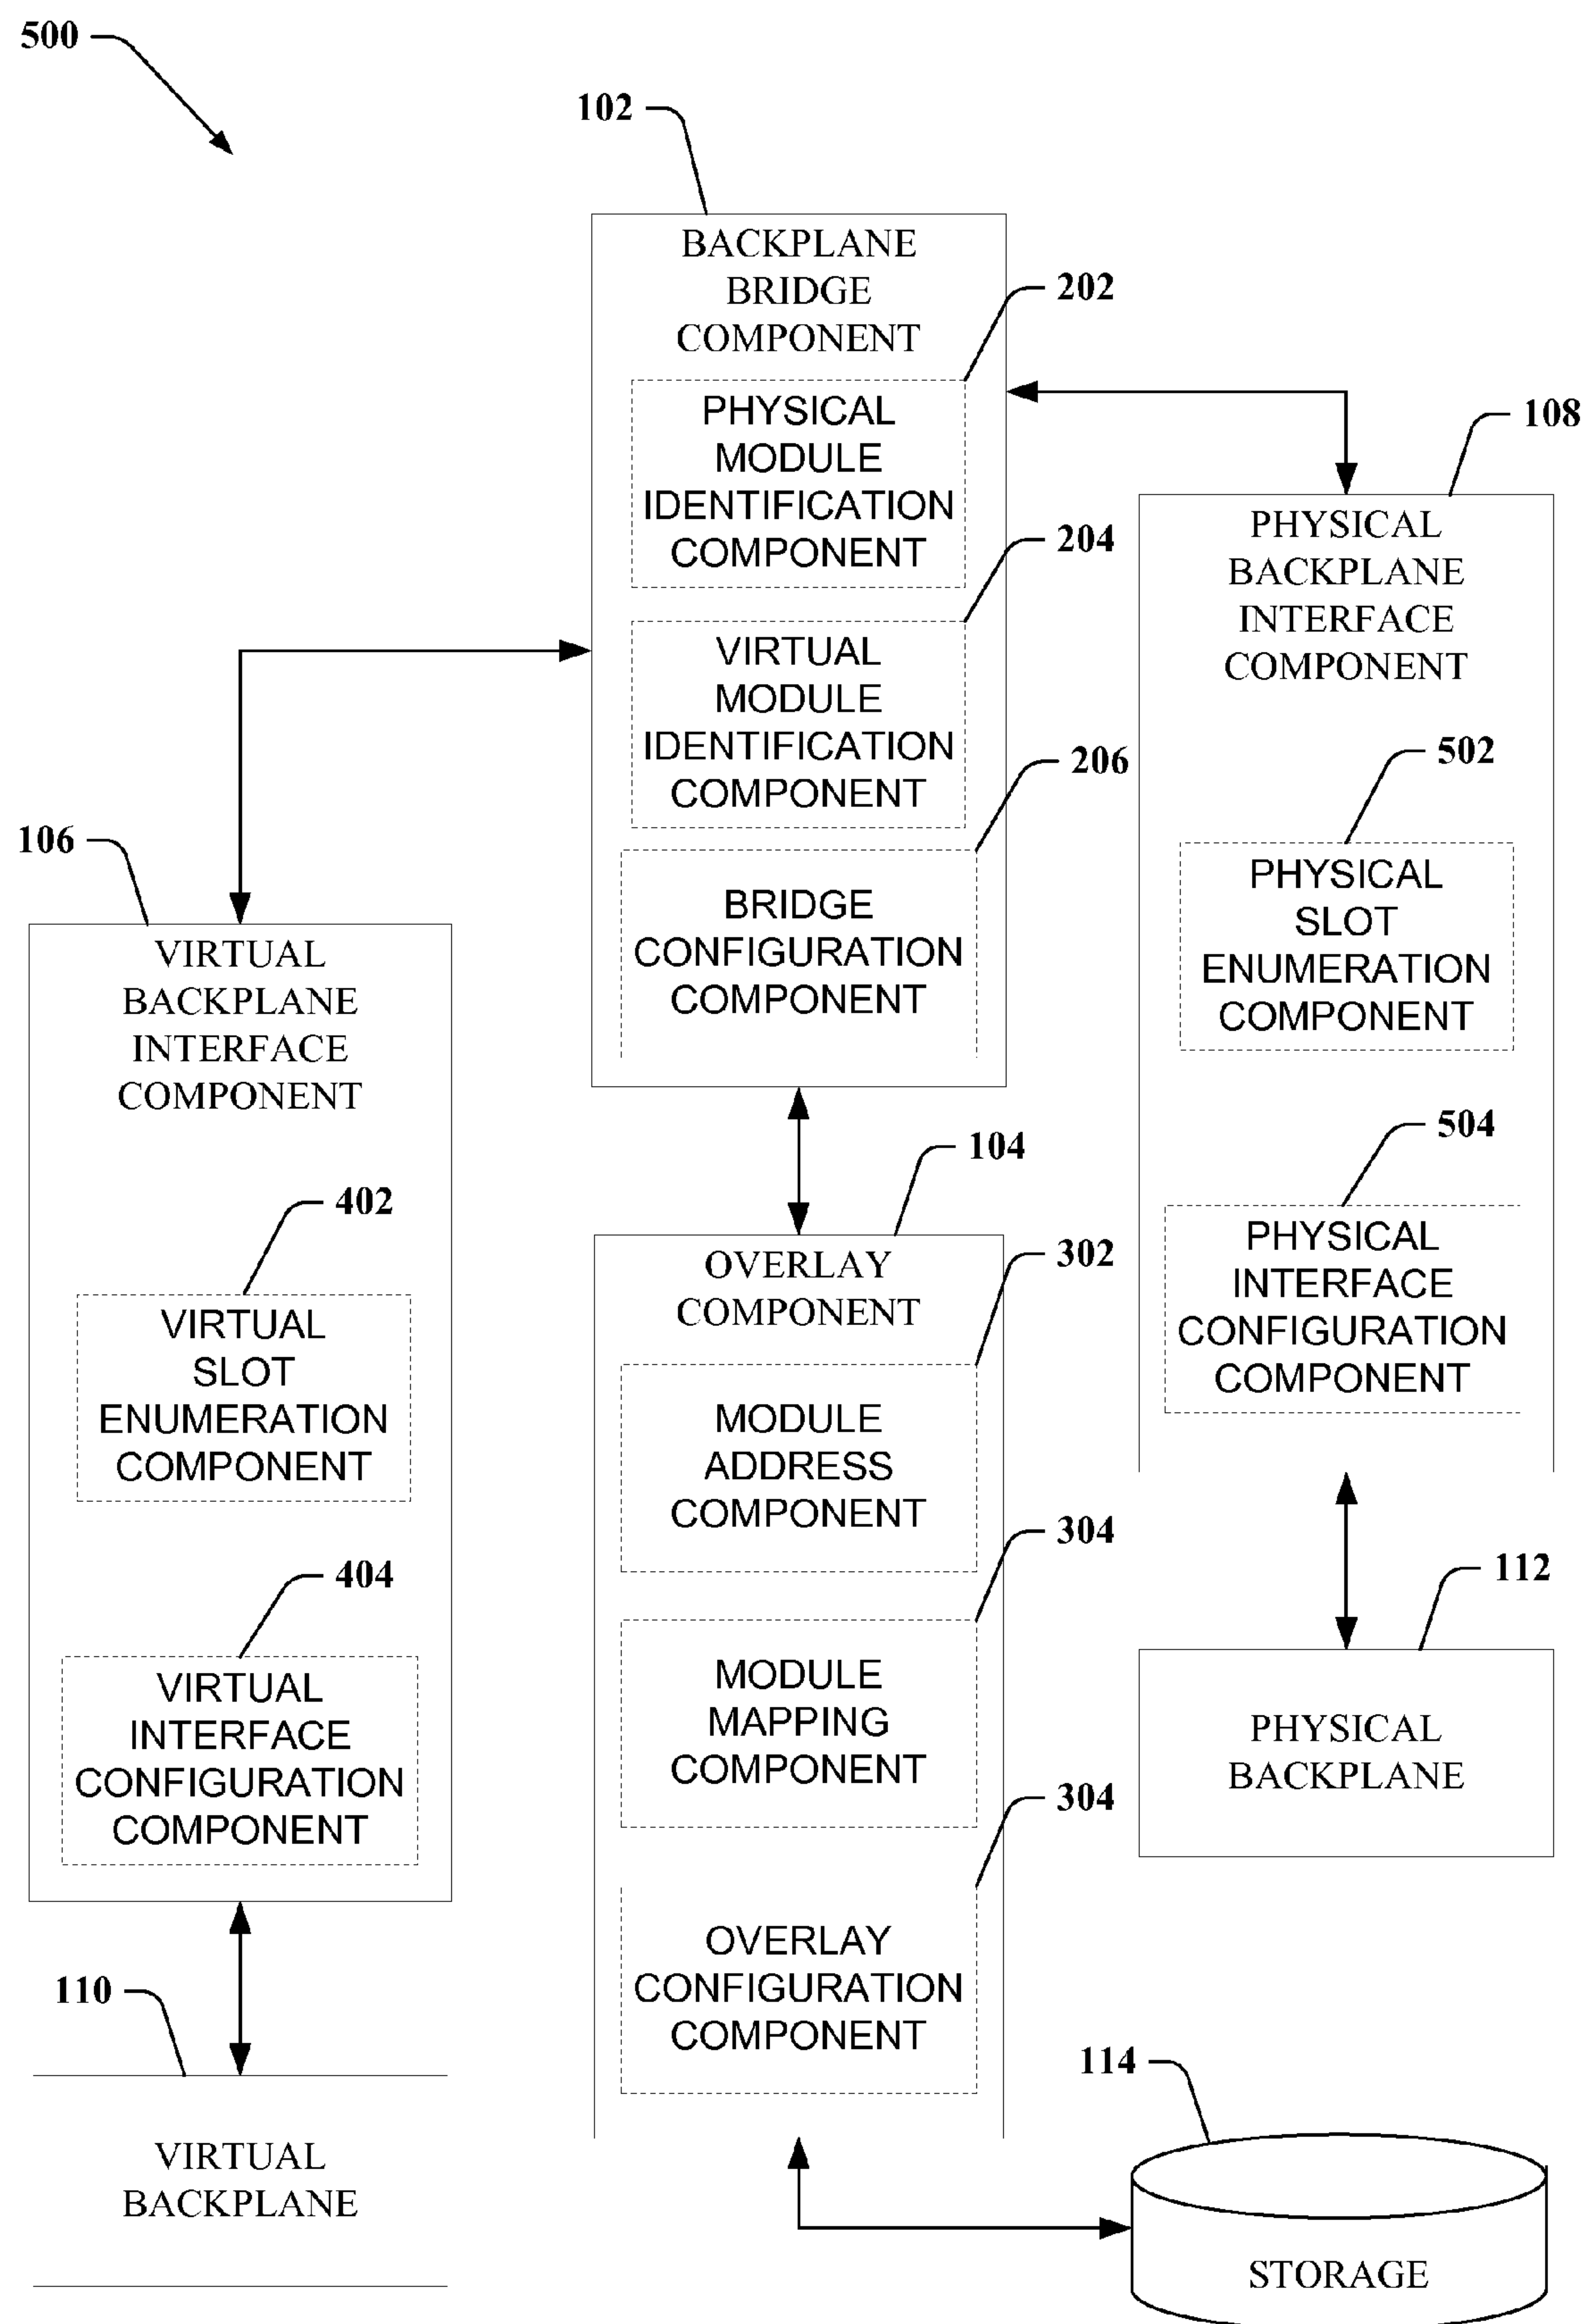 500
102
BACKPLANE
BRIDGE
COMPONENT
202
PHYSICAL
MODULE
IDENTIFICATION
COMPONENT
204
VIRTUAL
MODULE
IDENTIFICATION
COMPONENT
206
BRIDGE
CONFIGURATION
COMPONENT
108
PHYSICAL
BACKPLANE
INTERFACE
COMPONENT
502
PHYSICAL
SLOT
ENUMERATION
COMPONENT
504
PHYSICAL
INTERFACE
CONFIGURATION
COMPONENT
106
VIRTUAL
BACKPLANE
INTERFACE
COMPONENT
402
VIRTUAL
SLOT
ENUMERATION
COMPONENT
404
VIRTUAL
INTERFACE
CONFIGURATION
COMPONENT
104
OVERLAY
COMPONENT
302
MODULE
ADDRESS
COMPONENT
304
MODULE
MAPPING
COMPONENT
304
OVERLAY
CONFIGURATION
COMPONENT
112
PHYSICAL
BACKPLANE
110
VIRTUAL
BACKPLANE
114
STORAGE